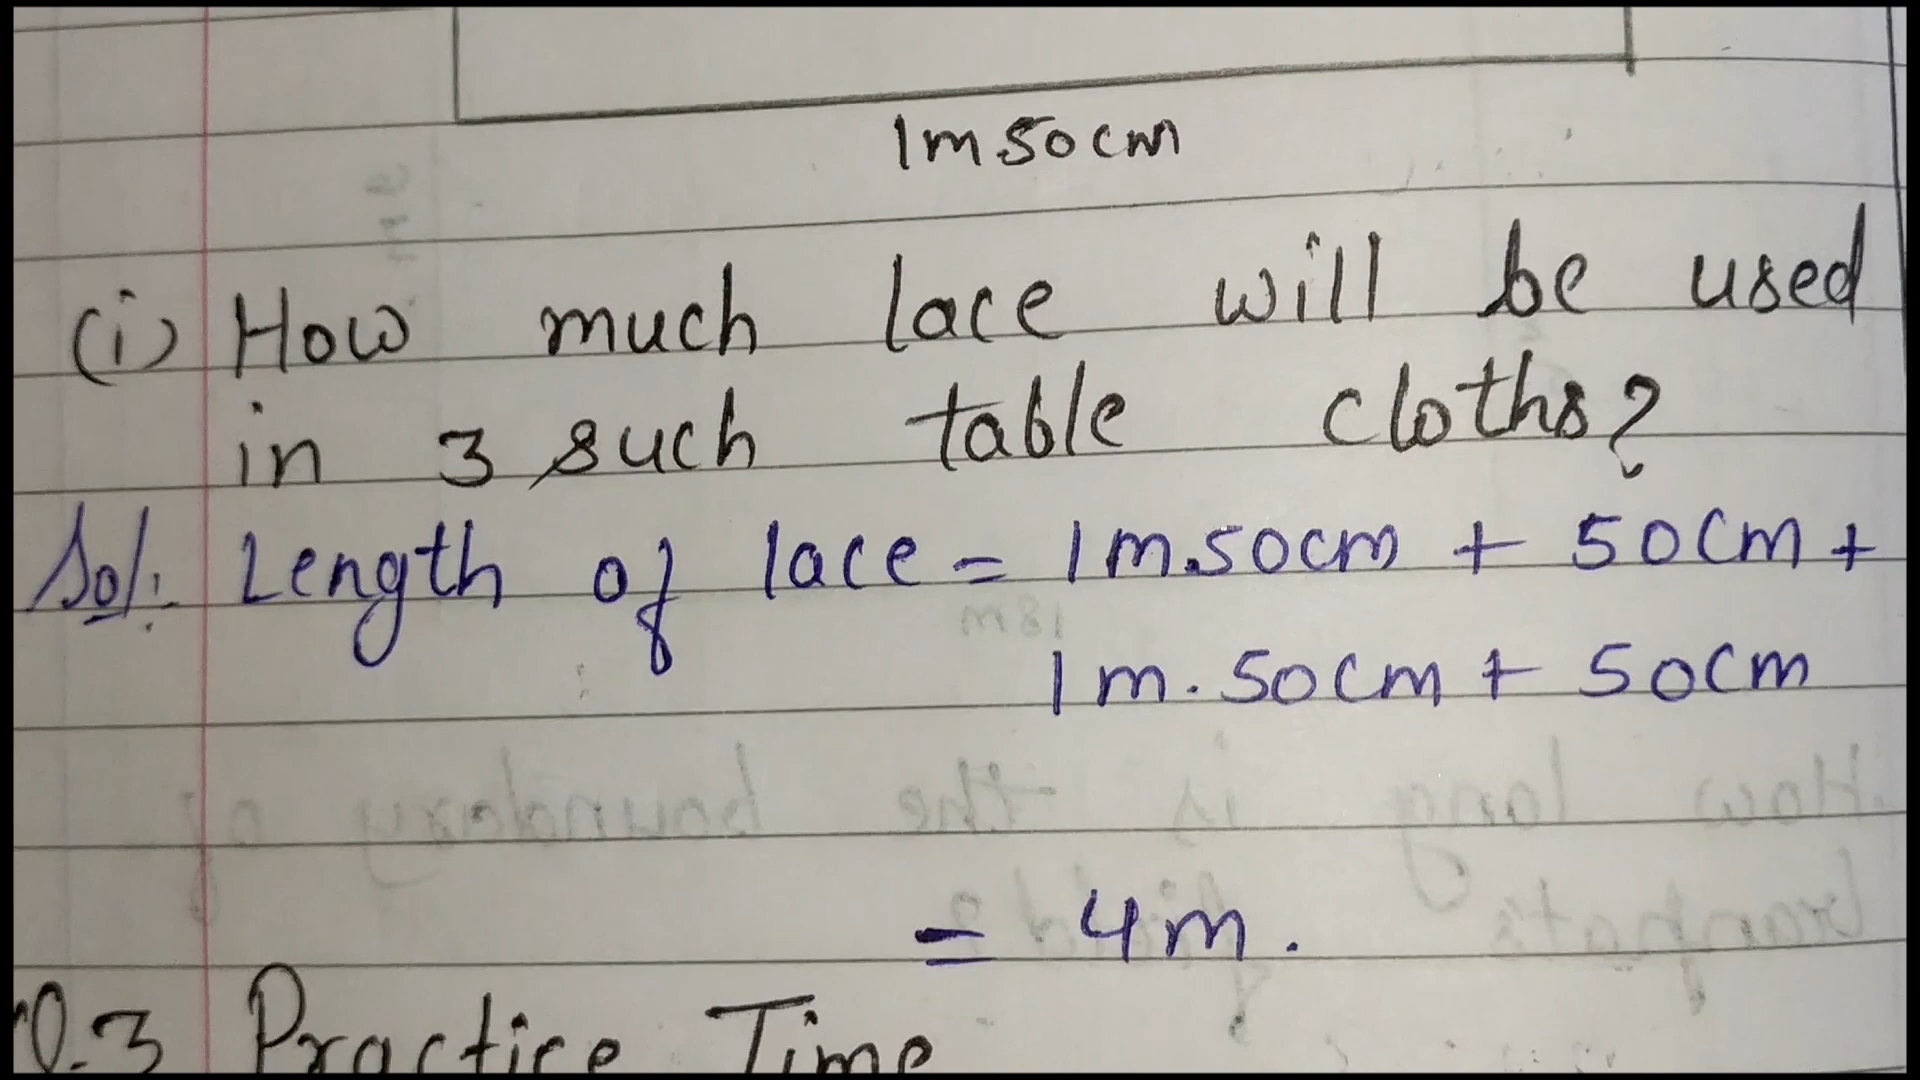 1m.50cm
(i) How much lace will be used
in 3 such table cloths?
Sol: Length of lace = 1m.50cm + 50cm +
1m.50cm + 50cm
= 4m.
Q.3 Practice Time